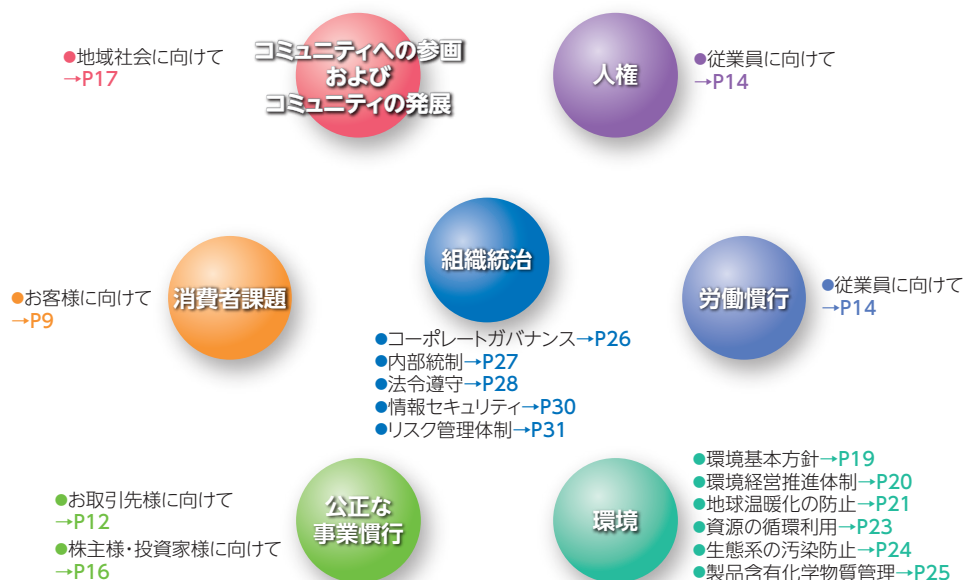 ●地域社会に向けて
→P17
コミュニティへの参画
および
コミュニティの発展
人権
●従業員に向けて
→P14
●お客様に向けて
→P9
消費者課題
組織統治
●コーポレートガバナンス→P26
●内部統制→P27
●法令遵守→P28
●情報セキュリティ→P30
●リスク管理体制→P31
労働慣行
●従業員に向けて
→P14
●お取引先様に向けて
→P12
●株主様・投資家様に向けて
→P16
公正な
事業慣行
環境
●環境基本方針→P19
●環境経営推進体制→P20
●地球温暖化の防止→P21
●資源の循環利用→P23
●生態系の汚染防止→P24
●製品含有化学物質管理→P25